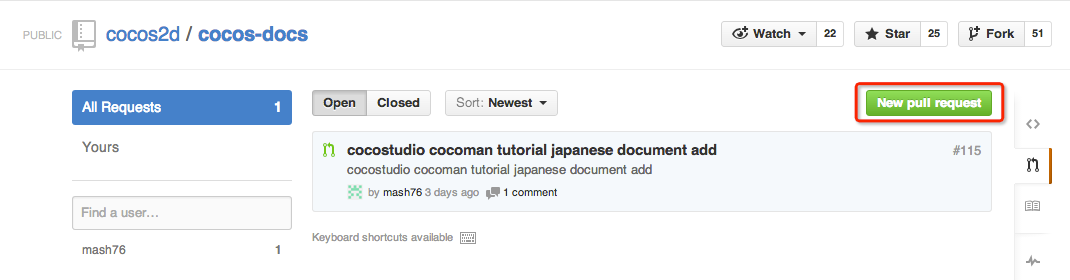 PUBLIC cocos2d / cocos-docs Watch 22 Star 25 Fork 51
All Requests 1
Yours
Find a user...
mash76 1
Open Closed Sort: Newest New pull request
cocostudio cocoman tutorial japanese document add #115
cocostudio cocoman tutorial japanese document add
by mash76 3 days ago 1 comment
Keyboard shortcuts available